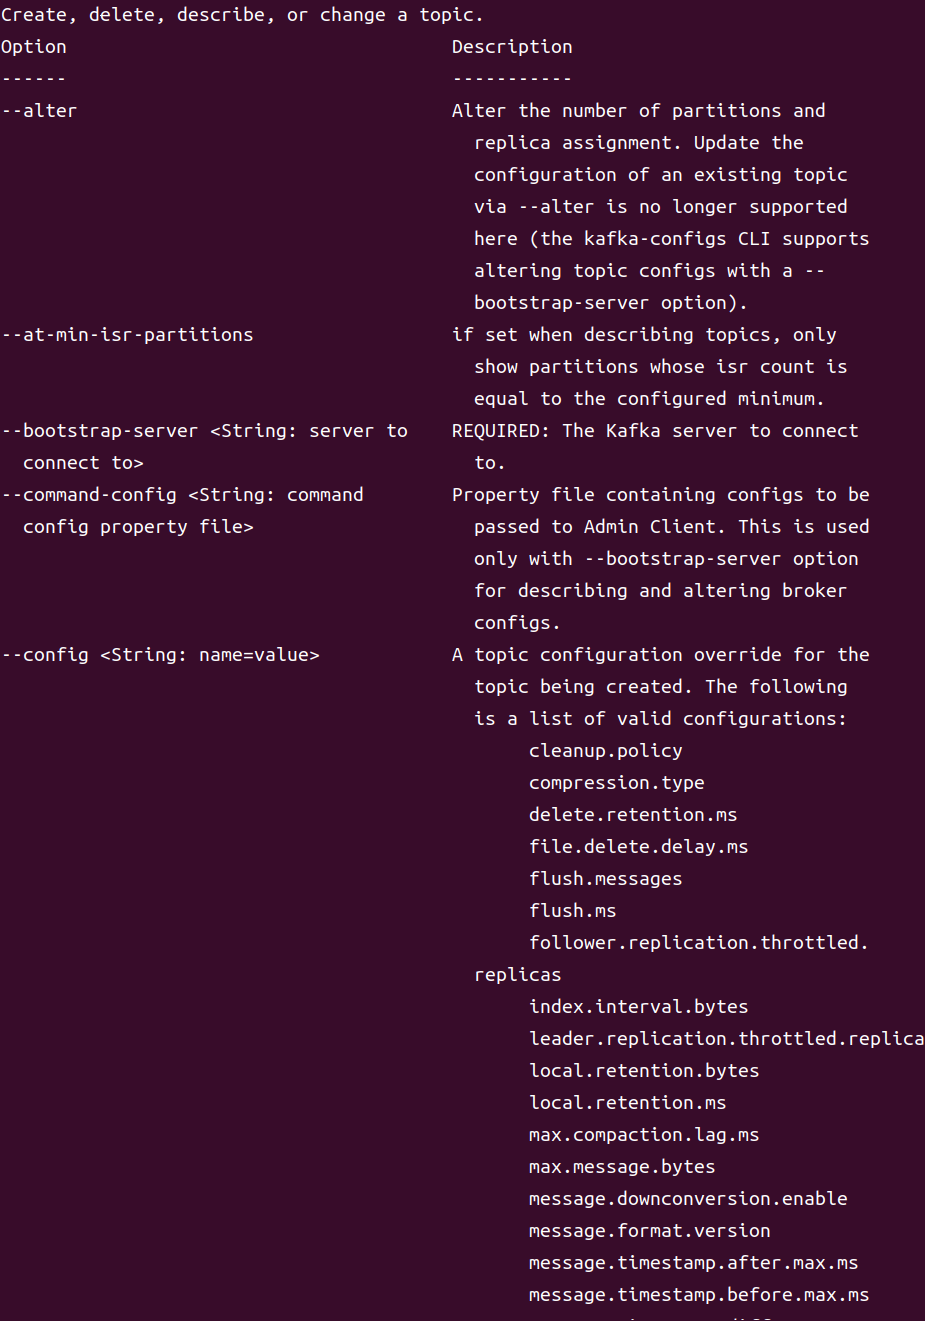 Create, delete, describe, or change a topic.
Option Description
------ -----------
--alter Alter the number of partitions and
replica assignment. Update the
configuration of an existing topic
via --alter is no longer supported
here (the kafka-configs CLI supports
altering topic configs with a --
bootstrap-server option).
--at-min-isr-partitions if set when describing topics, only
show partitions whose isr count is
equal to the configured minimum.
--bootstrap-server <String: server to REQUIRED: The Kafka server to connect
connect to> to.
--command-config <String: command Property file containing configs to be
config property file> passed to Admin Client. This is used
only with --bootstrap-server option
for describing and altering broker
configs.
--config <String: name=value> A topic configuration override for the
topic being created. The following
is a list of valid configurations:
cleanup.policy
compression.type
delete.retention.ms
file.delete.delay.ms
flush.messages
flush.ms
follower.replication.throttled.
replicas
index.interval.bytes
leader.replication.throttled.replica
local.retention.bytes
local.retention.ms
max.compaction.lag.ms
max.message.bytes
message.downconversion.enable
message.format.version
message.timestamp.after.max.ms
message.timestamp.before.max.ms